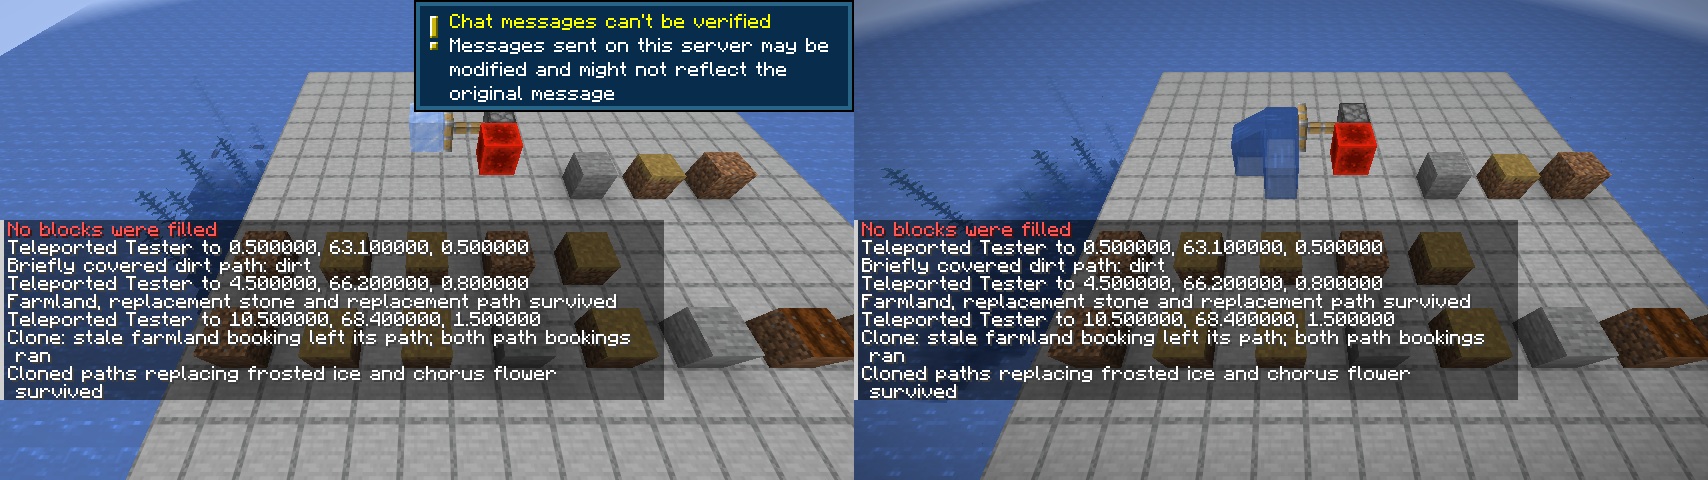 Chat messages can't be verified
Messages sent on this server may be
modified and might not reflect the
original message
No blocks were filled
Teleported Tester to 0.500000, 63.100000, 0.500000
Briefly covered dirt path: dirt
Teleported Tester to 4.500000, 66.200000, 0.800000
Farmland, replacement stone and replacement path survived
Teleported Tester to 10.500000, 68.400000, 1.500000
Clone: stale farmland booking left its path; both path bookings
ran
Cloned paths replacing frosted ice and chorus flower
survived
No blocks were filled
Teleported Tester to 0.500000, 63.100000, 0.500000
Briefly covered dirt path: dirt
Teleported Tester to 4.500000, 66.200000, 0.800000
Farmland, replacement stone and replacement path survived
Teleported Tester to 10.500000, 68.400000, 1.500000
Clone: stale farmland booking left its path; both path bookings
ran
Cloned paths replacing frosted ice and chorus flower
survived